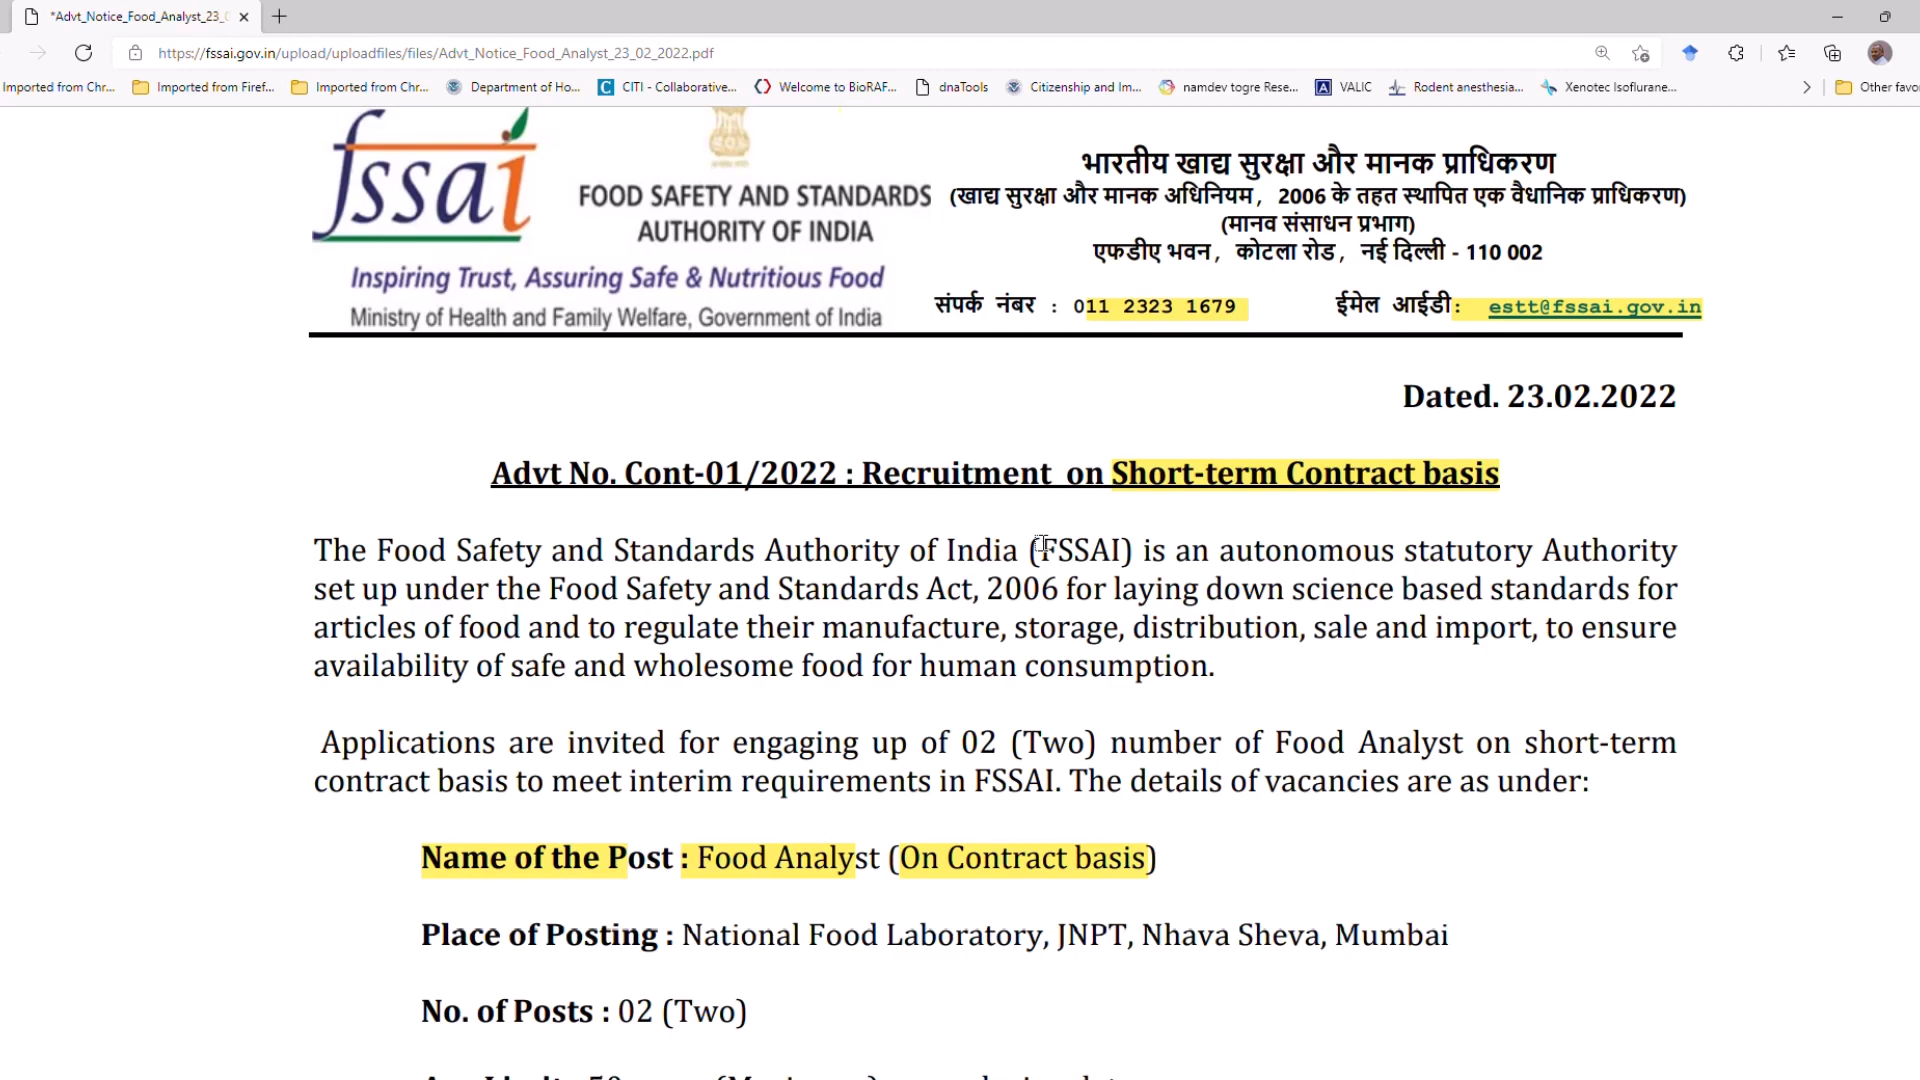 *Advt_Notice_Food_Analyst_23_
https://fssai.gov.in/upload/uploadfiles/files/Advt_Notice_Food_Analyst_23_02_2022.pdf
Imported from Chr... Imported from Firef... Imported from Chr... Department of Ho... CITI - Collaborative... Welcome to BioRAF... dnaTools Citizenship and Im... namdev togre Rese... VALIC Rodent anesthesia... Xenotec Isoflurane... Other favo
fssai
FOOD SAFETY AND STANDARDS
AUTHORITY OF INDIA
Inspiring Trust, Assuring Safe & Nutritious Food
Ministry of Health and Family Welfare, Government of India
भारतीय खाद्य सुरक्षा और मानक प्राधिकरण
(खाद्य सुरक्षा और मानक अधिनियम, 2006 के तहत स्थापित एक वैधानिक प्राधिकरण)
(मानव संसाधन प्रभाग)
एफडीए भवन, कोटला रोड, नई दिल्ली - 110 002
संपर्क नंबर : 011 2323 1679 ईमेल आईडी: estt@fssai.gov.in
Dated. 23.02.2022
Advt No. Cont-01/2022 : Recruitment on Short-term Contract basis
The Food Safety and Standards Authority of India (FSSAI) is an autonomous statutory Authority
set up under the Food Safety and Standards Act, 2006 for laying down science based standards for
articles of food and to regulate their manufacture, storage, distribution, sale and import, to ensure
availability of safe and wholesome food for human consumption.
Applications are invited for engaging up of 02 (Two) number of Food Analyst on short-term
contract basis to meet interim requirements in FSSAI. The details of vacancies are as under:
Name of the Post : Food Analyst (On Contract basis)
Place of Posting : National Food Laboratory, JNPT, Nhava Sheva, Mumbai
No. of Posts : 02 (Two)